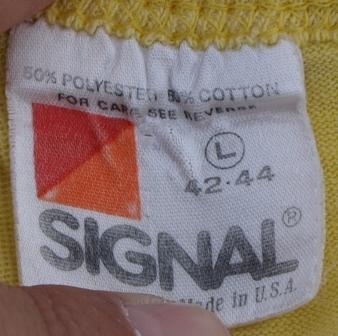 50% POLYESTER 50% COTTON
FOR CARE SEE REVERSE
L
42-44
SIGNAL®
Made in U.S.A.